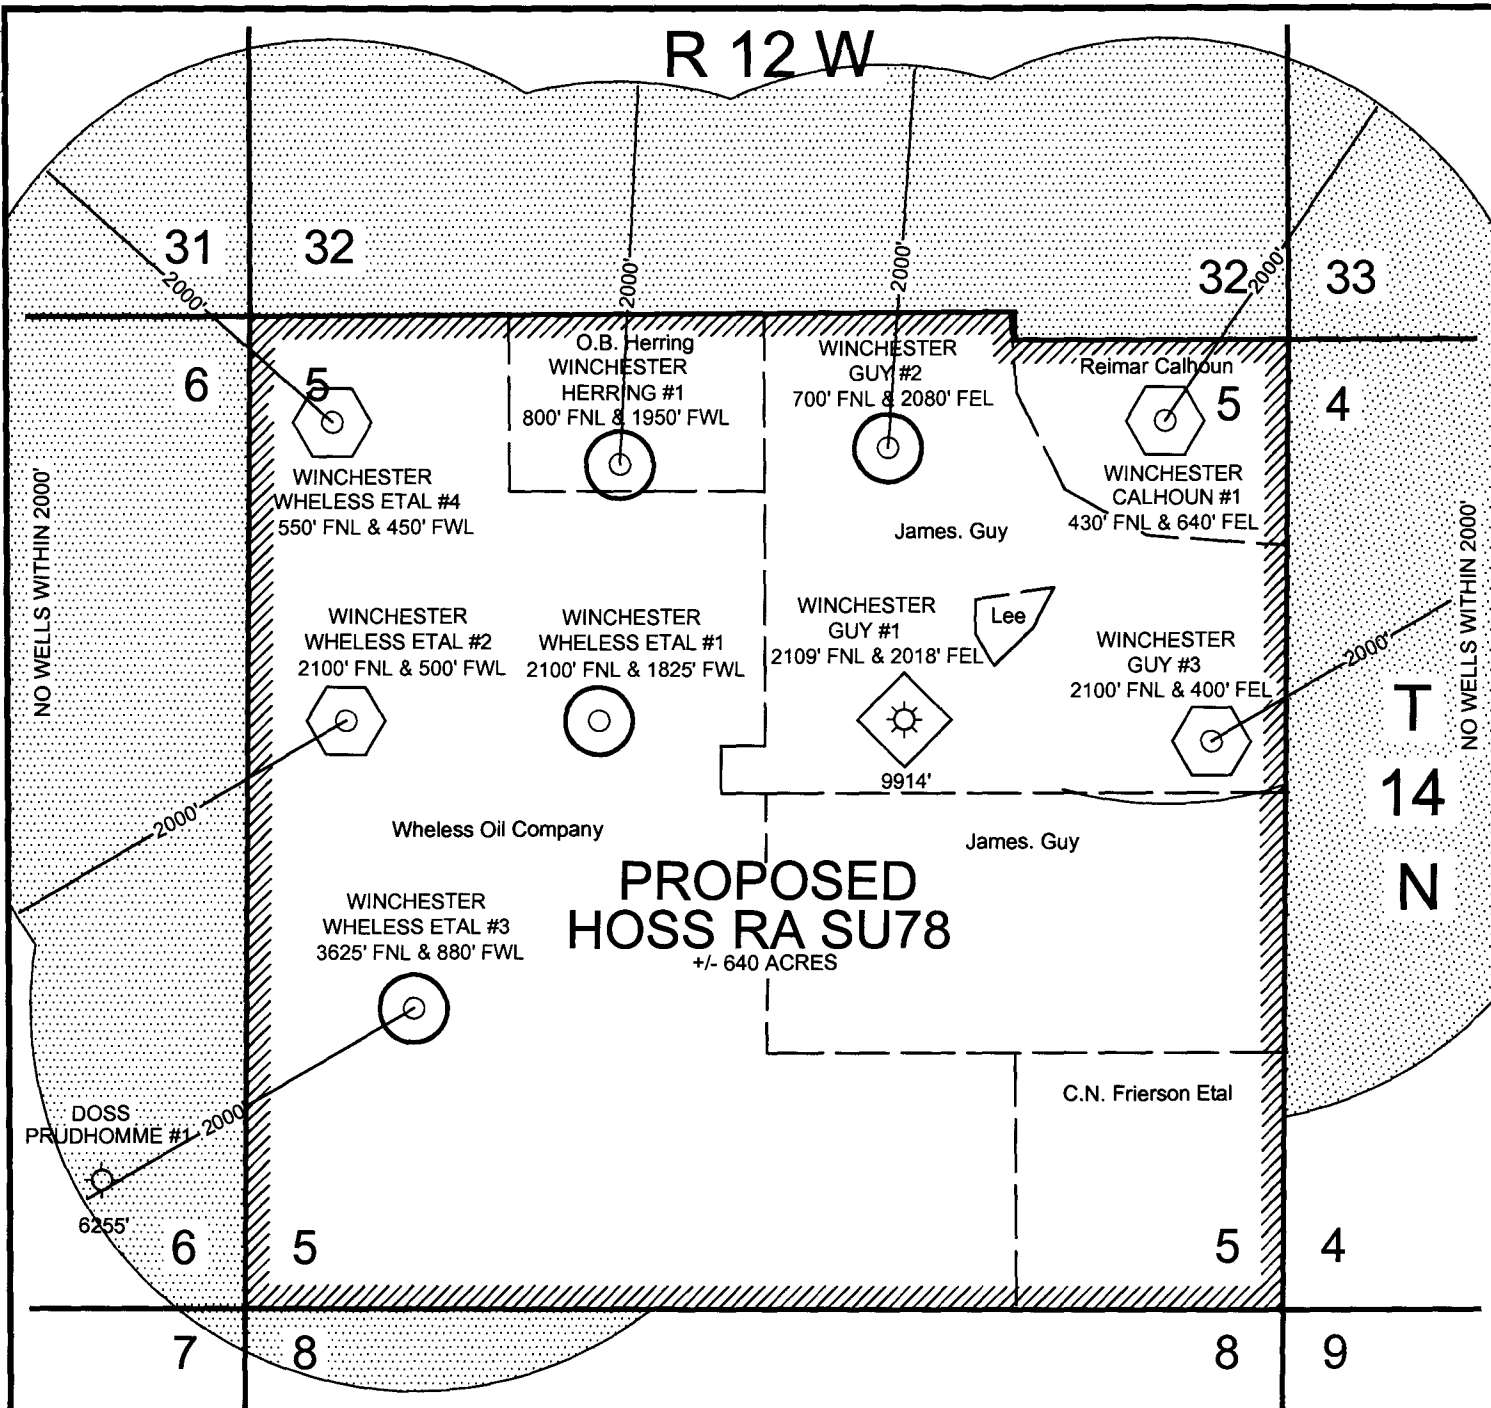 R 12 W
31
32
32
33
2000'
2000'
2000'
2000'
6
5
5
4
O.B. Herring
WINCHESTER
HERRING #1
800' FNL & 1950' FWL
WINCHESTER
GUY #2
700' FNL & 2080' FEL
Reimar Calhoun
WINCHESTER
WHELESS ETAL #4
550' FNL & 450' FWL
WINCHESTER
CALHOUN #1
430' FNL & 640' FEL
James. Guy
NO WELLS WITHIN 2000'
NO WELLS WITHIN 2000'
WINCHESTER
WHELESS ETAL #2
2100' FNL & 500' FWL
WINCHESTER
WHELESS ETAL #1
2100' FNL & 1825' FWL
WINCHESTER
GUY #1
2109' FNL & 2018' FEL
Lee
WINCHESTER
GUY #3
2100' FNL & 400' FEL
2000'
T
14
N
9914'
2000'
Wheless Oil Company
James. Guy
PROPOSED
HOSS RA SU78
+/- 640 ACRES
WINCHESTER
WHELESS ETAL #3
3625' FNL & 880' FWL
C.N. Frierson Etal
DOSS
PRUDHOMME #1
2000'
6255'
6
5
5
4
7
8
8
9